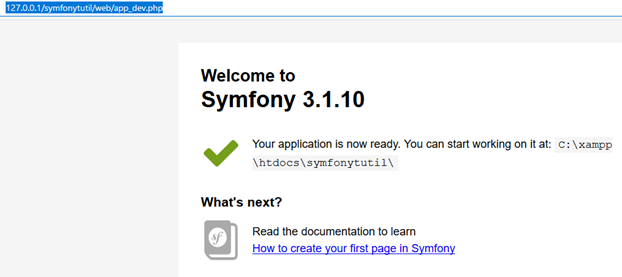 127.0.0.1/symfonytutil/web/app_dev.php
Welcome to
Symfony 3.1.10
Your application is now ready. You can start working on it at: C:\xampp
\htdocs\symfonytutil\
What's next?
sf
Read the documentation to learn
How to create your first page in Symfony